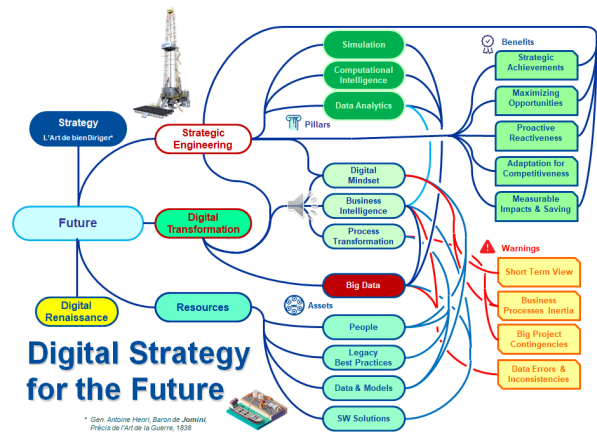 Strategy
L'Art de bien Diriger*
Future
Digital
Renaissance
Strategic
Engineering
Digital
Transformation
Resources
Simulation
Computational
Intelligence
Data Analytics
Pillars
Digital
Mindset
Business
Intelligence
Process
Transformation
Big Data
Assets
People
Legacy
Best Practices
Data & Models
SW Solutions
Benefits
Strategic
Achievements
Maximizing
Opportunities
Proactive
Reactiveness
Adaptation for
Competitiveness
Measurable
Impacts & Saving
Warnings
Short Term View
Business
Processes Inertia
Big Project
Contingencies
Data Errors &
Inconsistencies
Digital Strategy
for the Future
* Gen. Antoine Henri, Baron de Jomini,
Précis de l'Art de la Guerre, 1838